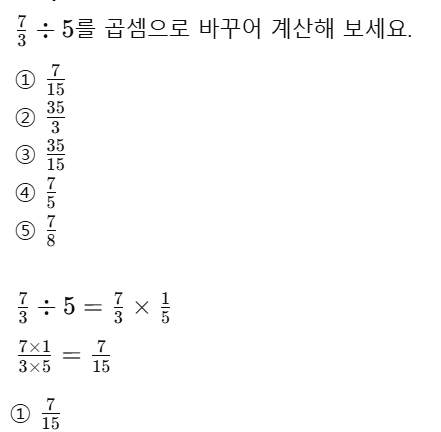 7/3 ÷ 5를 곱셈으로 바꾸어 계산해 보세요.
① 7/15
② 35/3
③ 35/15
④ 7/5
⑤ 7/8
7/3 ÷ 5 = 7/3 × 1/5
7×1/3×5 = 7/15
① 7/15